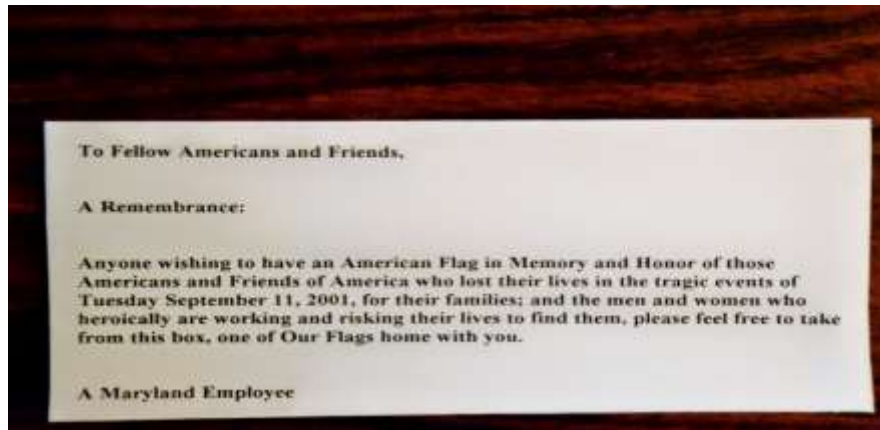 To Fellow Americans and Friends,
A Remembrance:
Anyone wishing to have an American Flag in Memory and Honor of those
Americans and Friends of America who lost their lives in the tragic events of
Tuesday September 11, 2001, for their families; and the men and women who
heroically are working and risking their lives to find them, please feel free to take
from this box, one of Our Flags home with you.
A Maryland Employee